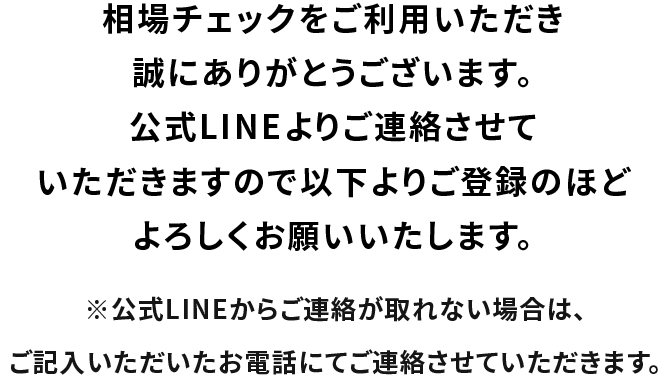 相場チェックをご利用いただき
誠にありがとうございます。
公式LINEよりご連絡させて
いただきますので以下よりご登録のほど
よろしくお願いいたします。
※公式LINEからご連絡が取れない場合は、
ご記入いただいたお電話にてご連絡させていただきます。